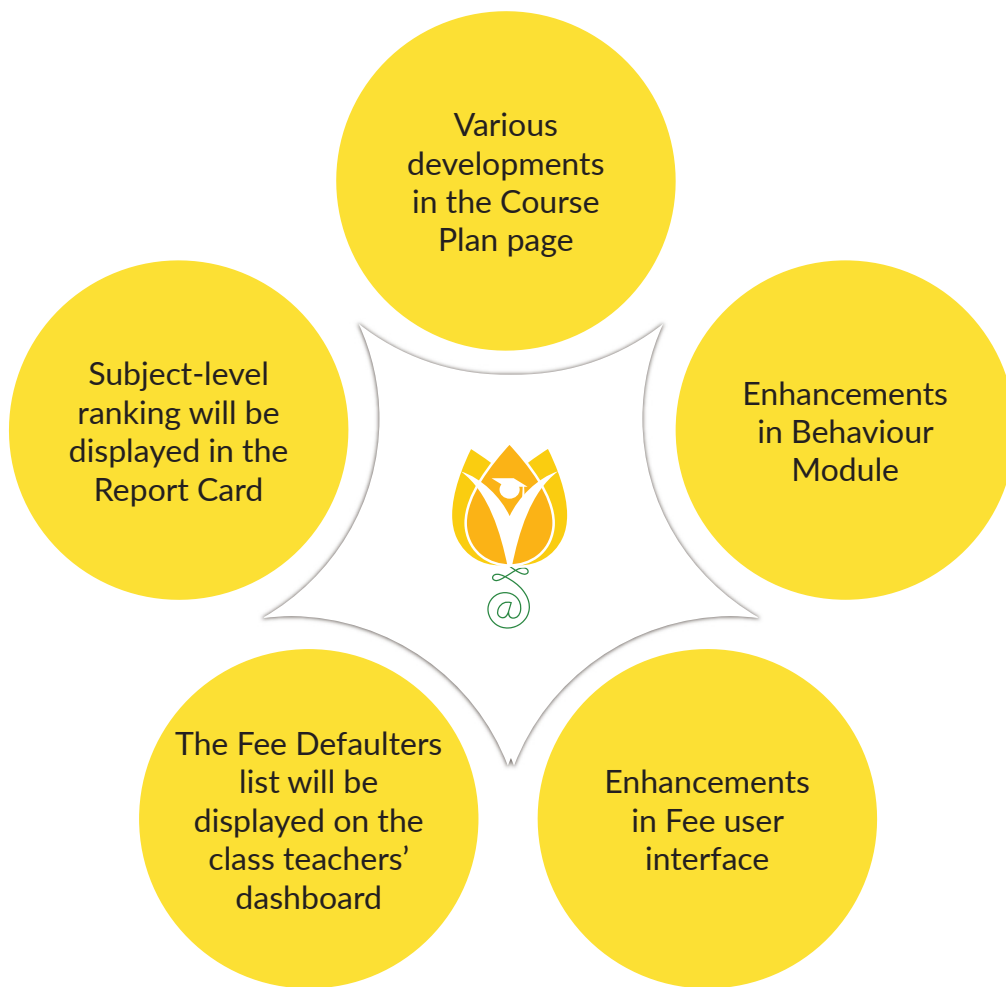 Various
developments
in the Course
Plan page
Subject-level
ranking will be
displayed in the
Report Card
Enhancements
in Behaviour
Module
The Fee Defaulters
list will be
displayed on the
class teachers’
dashboard
Enhancements
in Fee user
interface
@